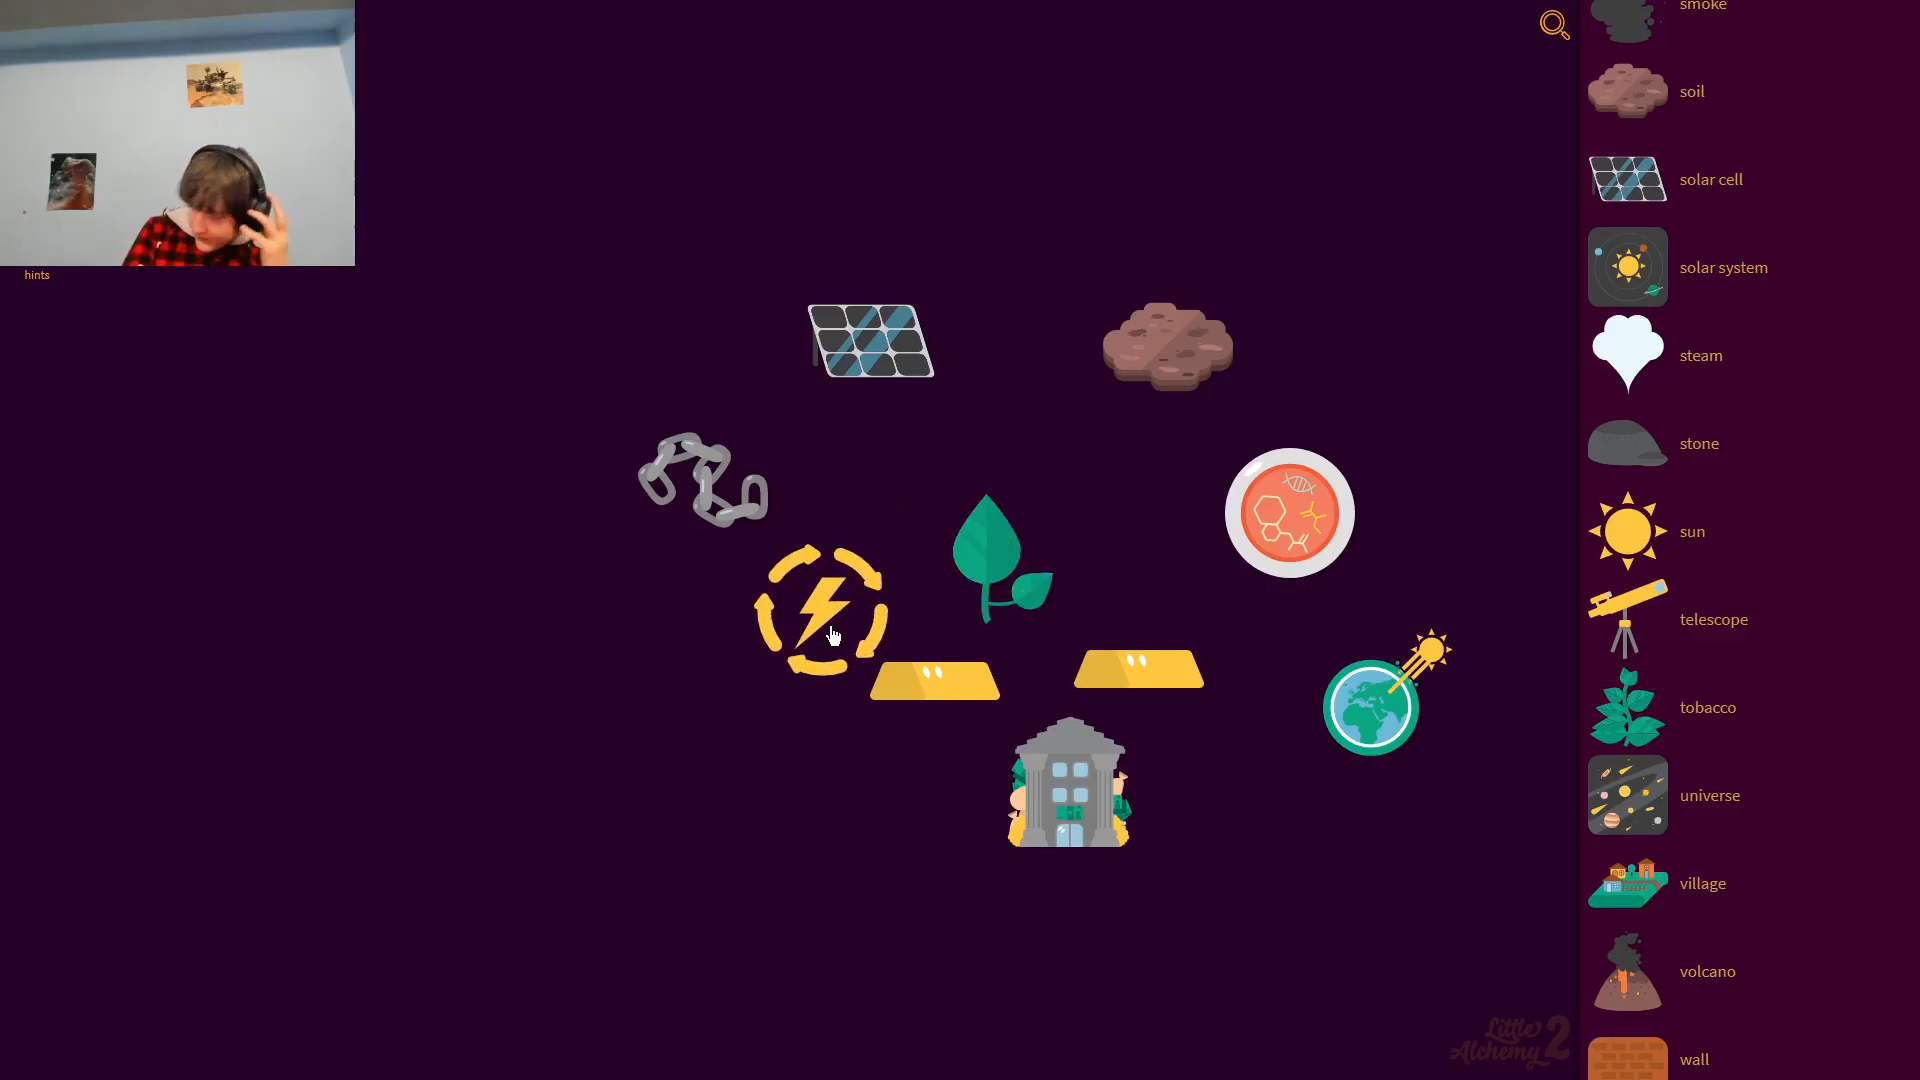 smoke
soil
solar cell
hints
solar system
steam
stone
sun
telescope
tobacco
universe
village
volcano
Little Alchemy 2
wall